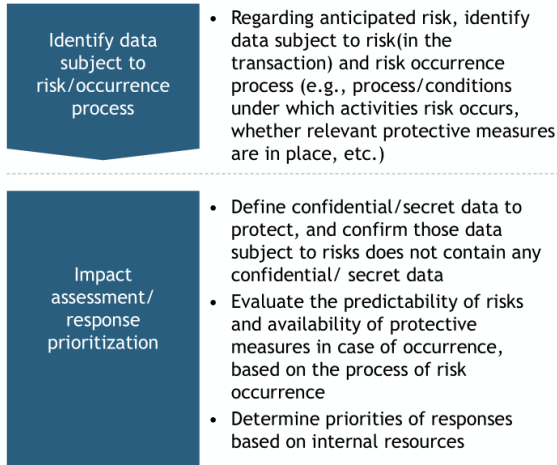 Identify data
subject to
risk/occurrence
process
• Regarding anticipated risk, identify
data subject to risk(in the
transaction) and risk occurrence
process (e.g., process/conditions
under which activities risk occurs,
whether relevant protective measures
are in place, etc.)
Impact
assessment/
response
prioritization
• Define confidential/secret data to
protect, and confirm those data
subject to risks does not contain any
confidential/ secret data
• Evaluate the predictability of risks
and availability of protective
measures in case of occurrence,
based on the process of risk
occurrence
• Determine priorities of responses
based on internal resources